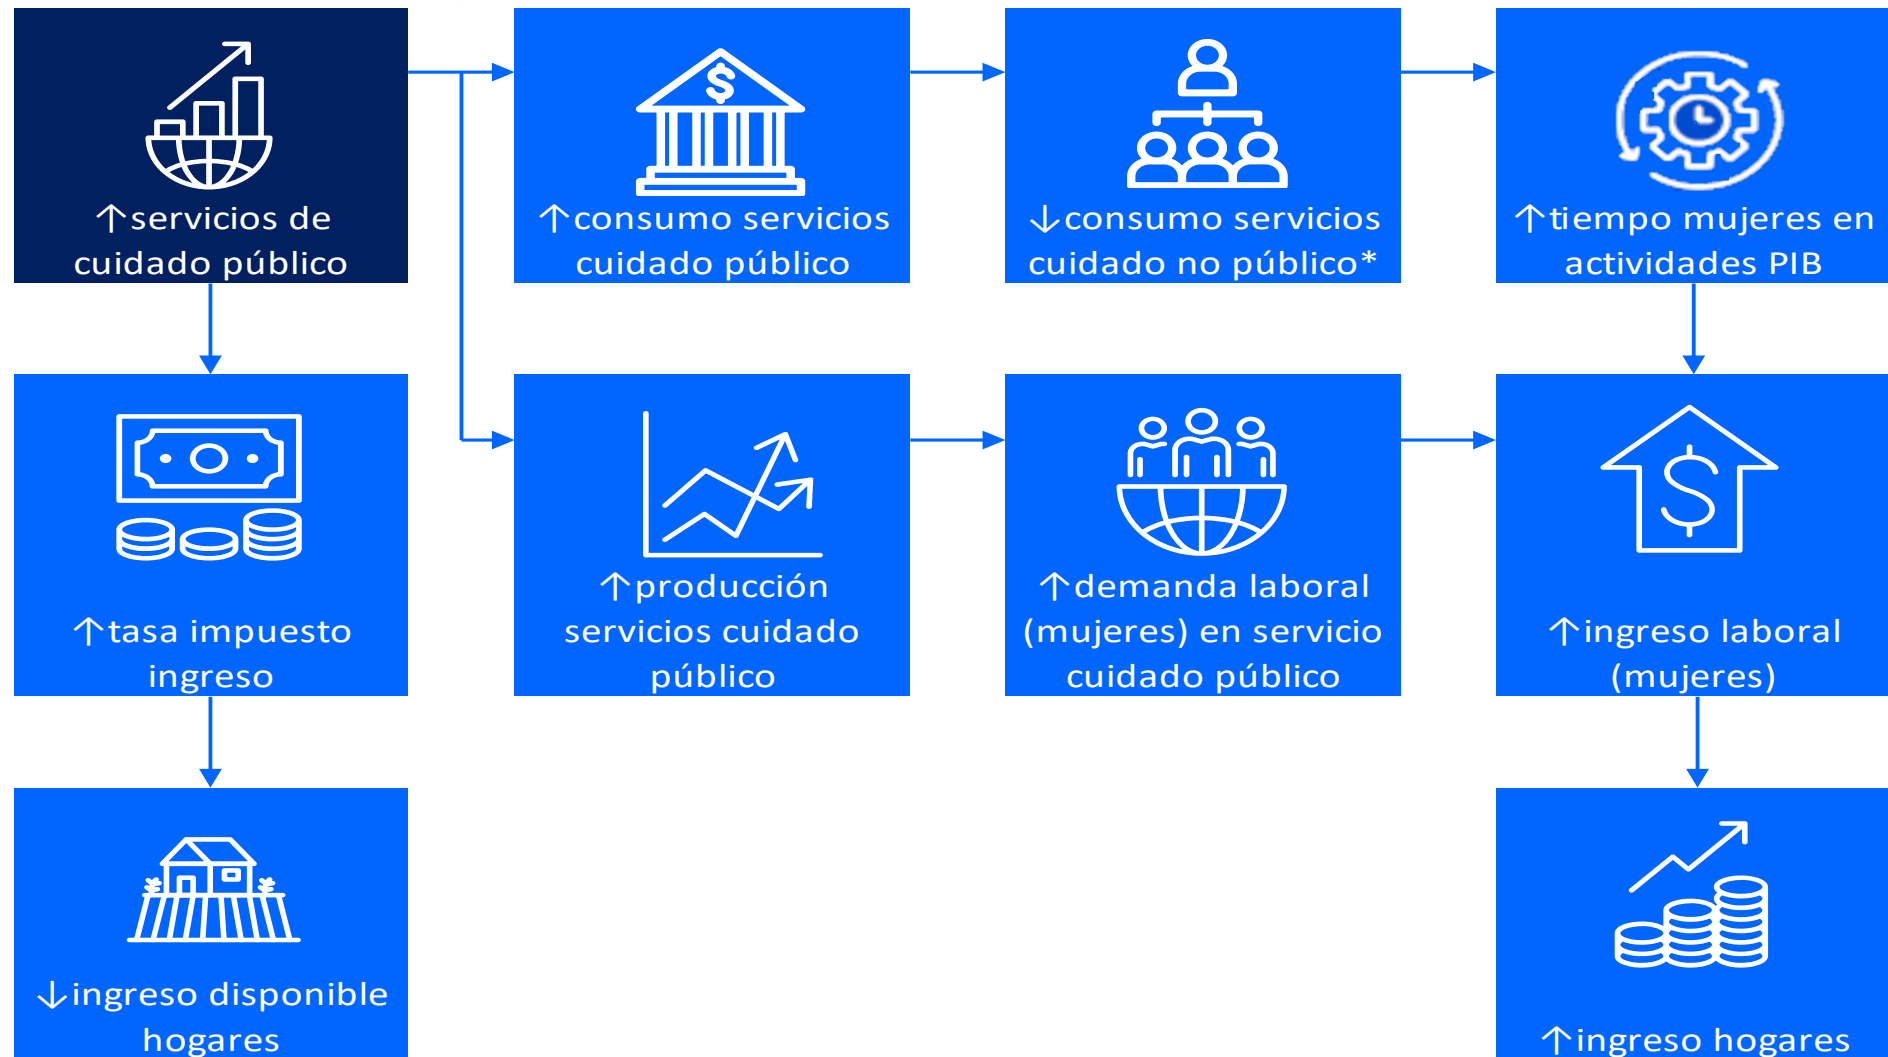 ↑servicios de
cuidado público
↑consumo servicios
cuidado público
↓consumo servicios
cuidado no público*
↑tiempo mujeres en
actividades PIB
↑tasa impuesto
ingreso
↑producción
servicios cuidado
público
↑demanda laboral
(mujeres) en servicio
cuidado público
↑ingreso laboral
(mujeres)
↓ingreso disponible
hogares
↑ingreso hogares